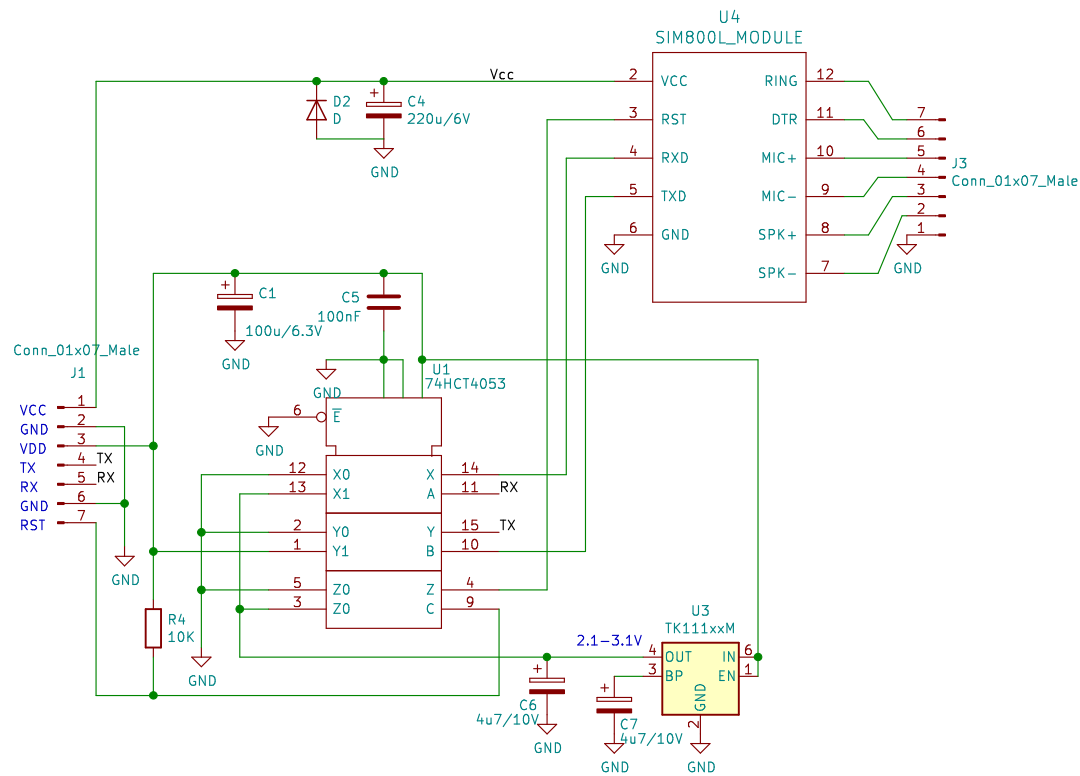 U4
SIM800L_MODULE
Vcc
2 VCC RING 12
3 RST DTR 11
4 RXD MIC+ 10
5 TXD MIC- 9
6 GND SPK+ 8
SPK- 7
GND
7
6
5
4
3
2
1
J3
Conn_01x07_Male
GND
D2
D
+
C4
220u/6V
GND
+
C1
100u/6.3V
GND
C5
100nF
GND
Conn_01x07_Male
J1
VCC 1
GND 2
VDD 3
TX 4 TX
RX 5 RX
GND 6
RST 7
GND
U1
74HCT4053
6 E
GND
12 X0 X 14
13 X1 A 11 RX
2 Y0 Y 15 TX
1 Y1 B 10
5 Z0 Z 4
3 Z0 C 9
R4
10K
GND
2.1-3.1V
U3
TK111xxM
4 OUT IN 6
3 BP EN 1
GND
2
GND
+
C6
4u7/10V
GND
+
C7
4u7/10V
GND